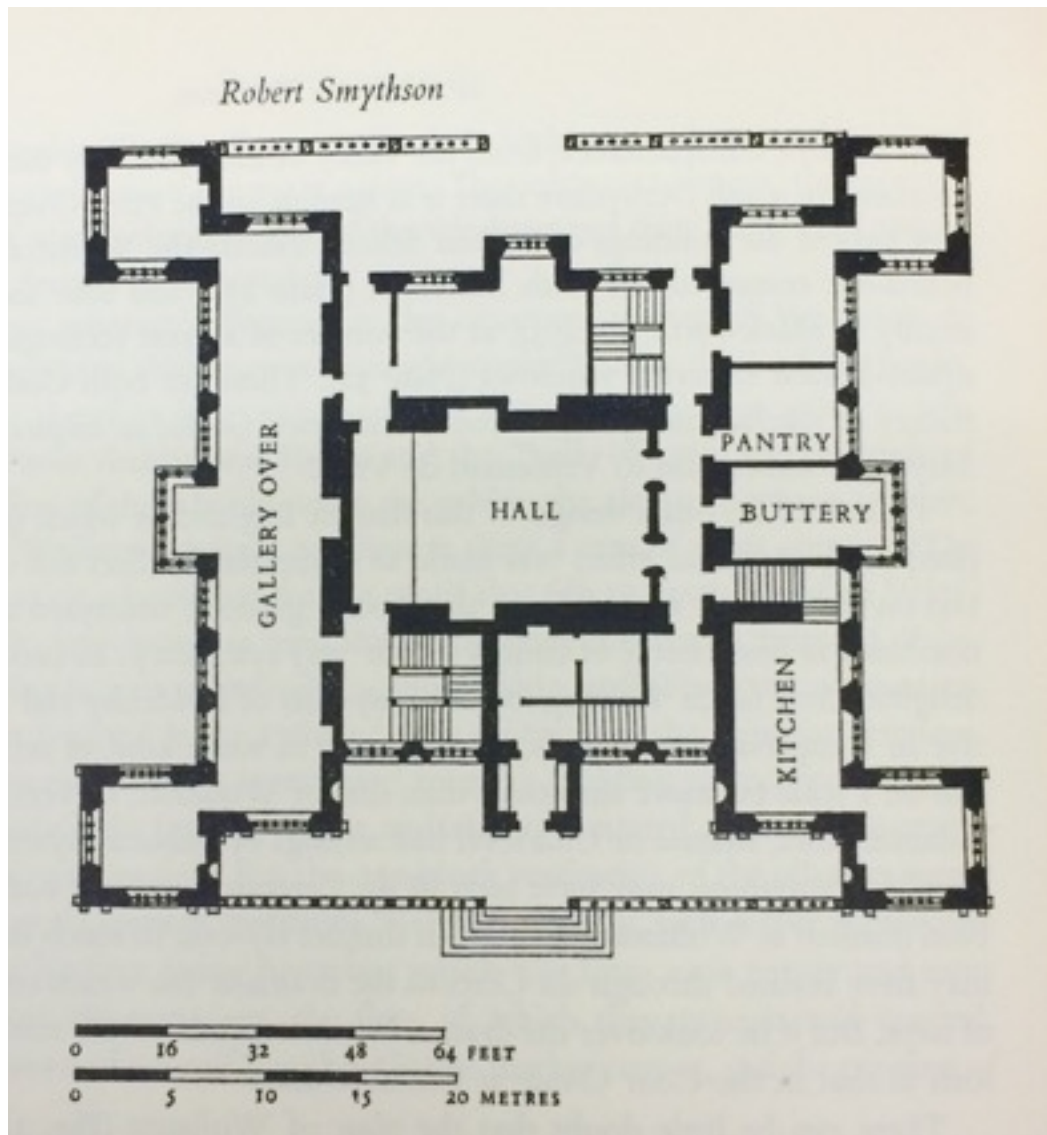 Robert Smythson
PANTRY
HALL
BUTTERY
GALLERY OVER
KITCHEN
0 16 32 48 64 FEET
0 5 10 15 20 METRES